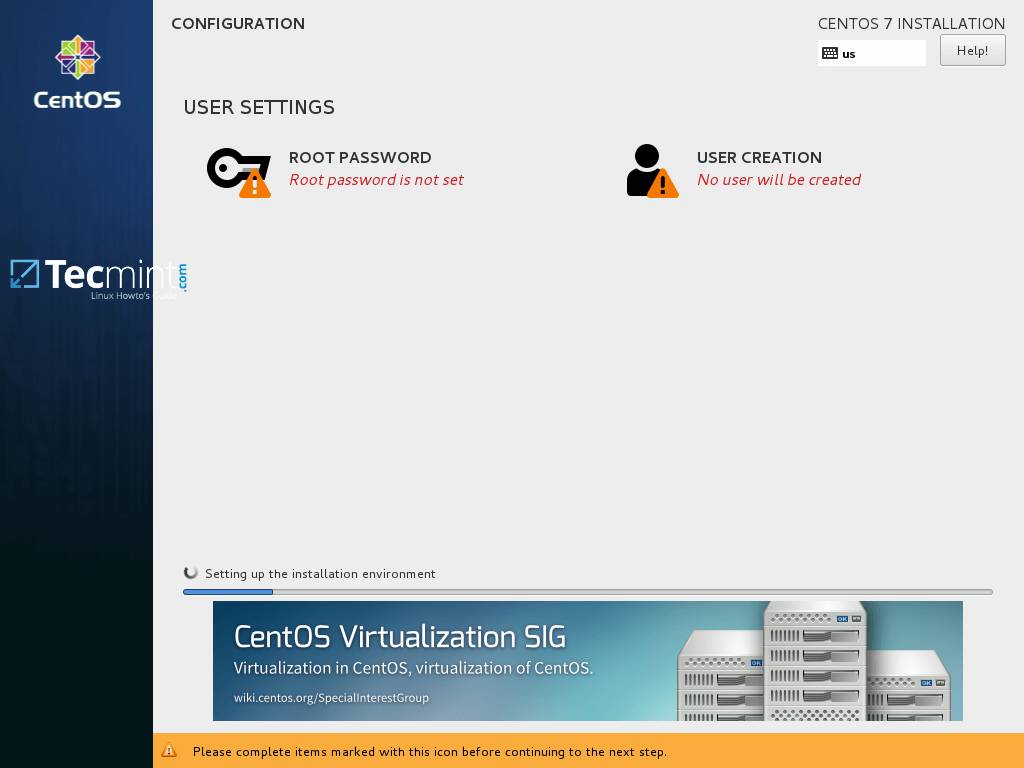 CONFIGURATION
CENTOS 7 INSTALLATION
us
Help!
CentOS
USER SETTINGS
ROOT PASSWORD
Root password is not set
USER CREATION
No user will be created
Tecmint.com
Linux Howto's Guide
Setting up the installation environment
CentOS Virtualization SIG
Virtualization in CentOS, virtualization of CentOS.
wiki.centos.org/SpecialInterestGroup
Please complete items marked with this icon before continuing to the next step.